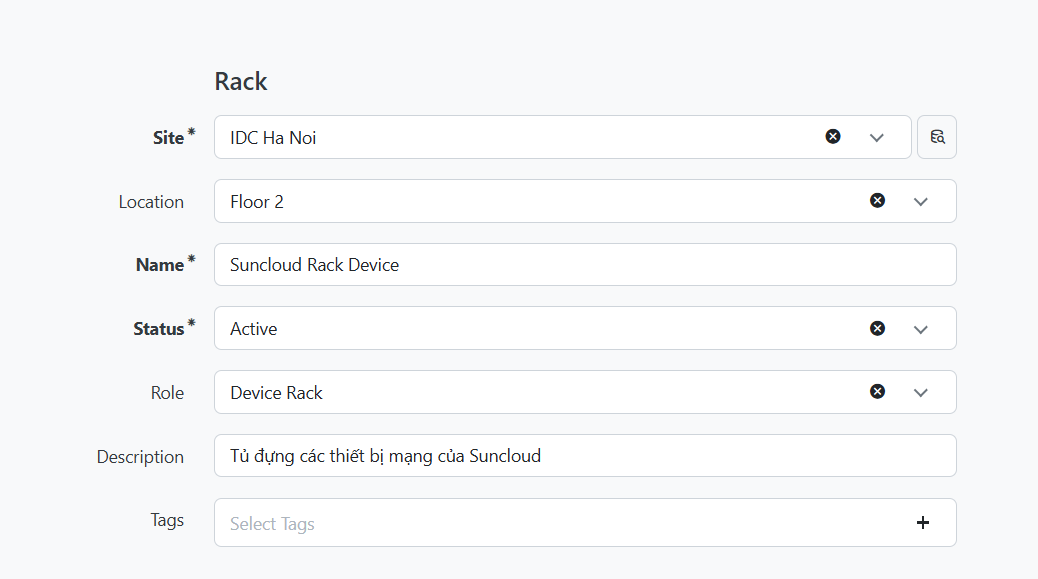 Rack
Site * IDC Ha Noi
Location Floor 2
Name * Suncloud Rack Device
Status * Active
Role Device Rack
Description Tủ đựng các thiết bị mạng của Suncloud
Tags Select Tags